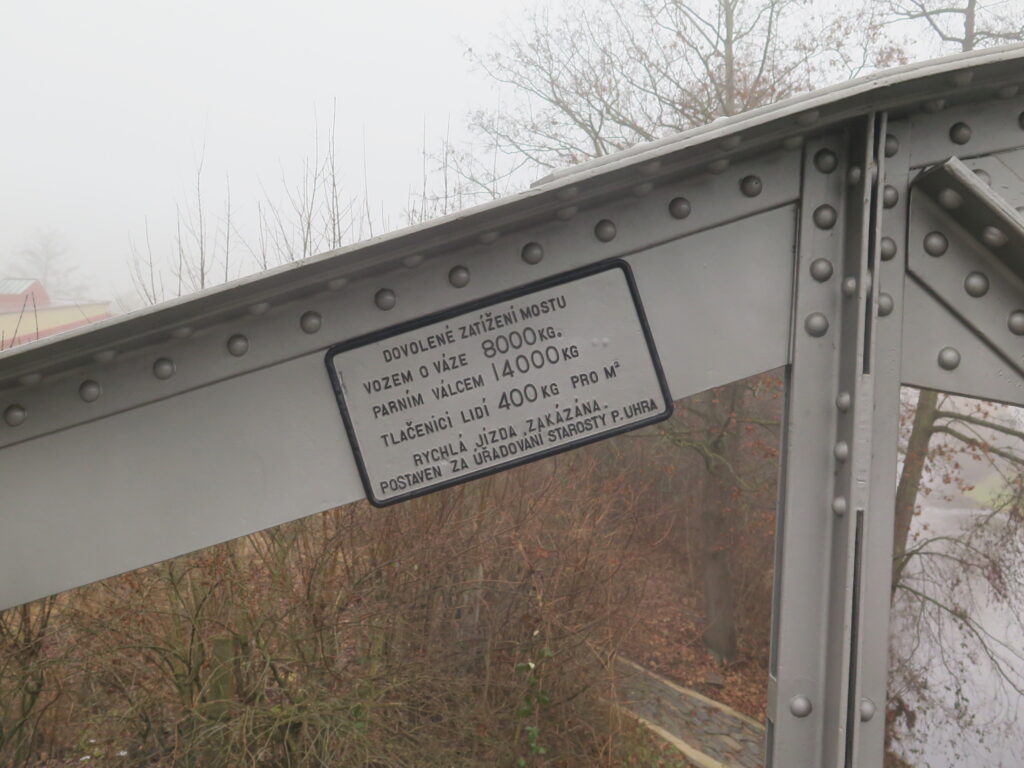 DOVOLENÉ ZATÍŽENÍ MOSTU
VOZEM O VÁZE 8000KG.
PARNÍM VÁLCEM 14000KG
TLAČENICÍ LIDÍ 400KG PRO M²
RYCHLÁ JÍZDA ZAKÁZÁNA.
POSTAVEN ZA ÚŘADOVÁNÍ STAROSTY P. UHRA